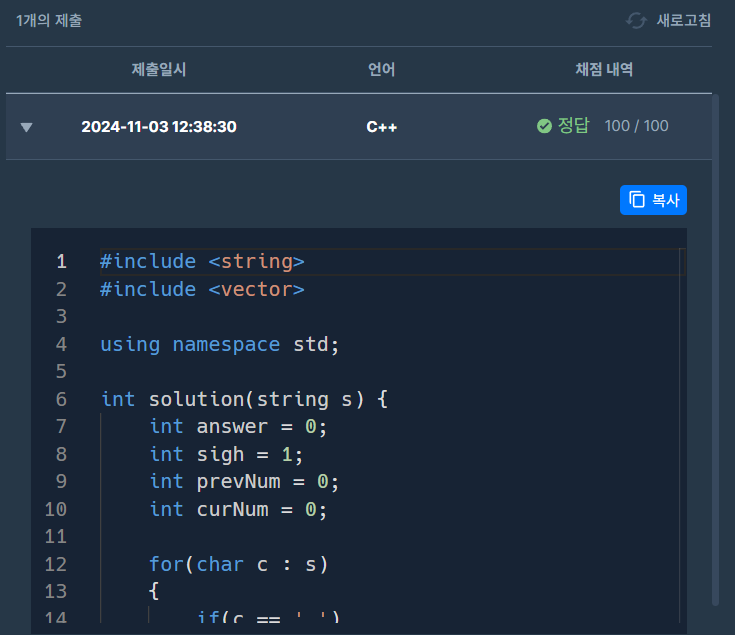 1개의 제출
새로고침
제출일시 언어 채점 내역
2024-11-03 12:38:30 C++ 정답 100 / 100
복사
1 #include <string>
2 #include <vector>
3
4 using namespace std;
5
6 int solution(string s) {
7 int answer = 0;
8 int sigh = 1;
9 int prevNum = 0;
10 int curNum = 0;
11
12 for(char c : s)
13 {
14 if(c == ' ')